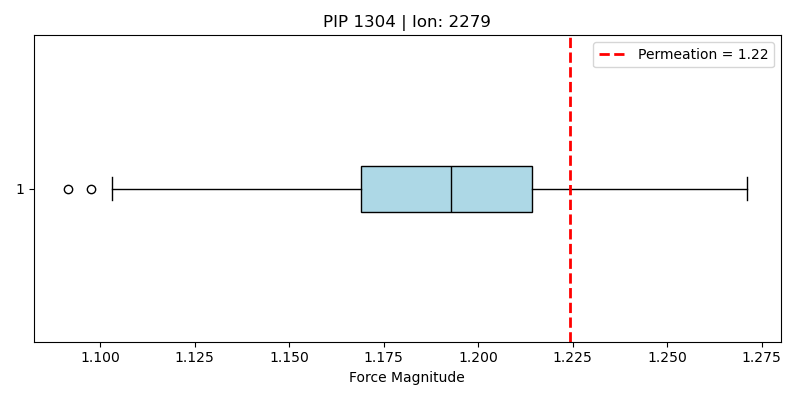 PIP 1304 | Ion: 2279
Permeation = 1.22
1
1.100 1.125 1.150 1.175 1.200 1.225 1.250 1.275
Force Magnitude